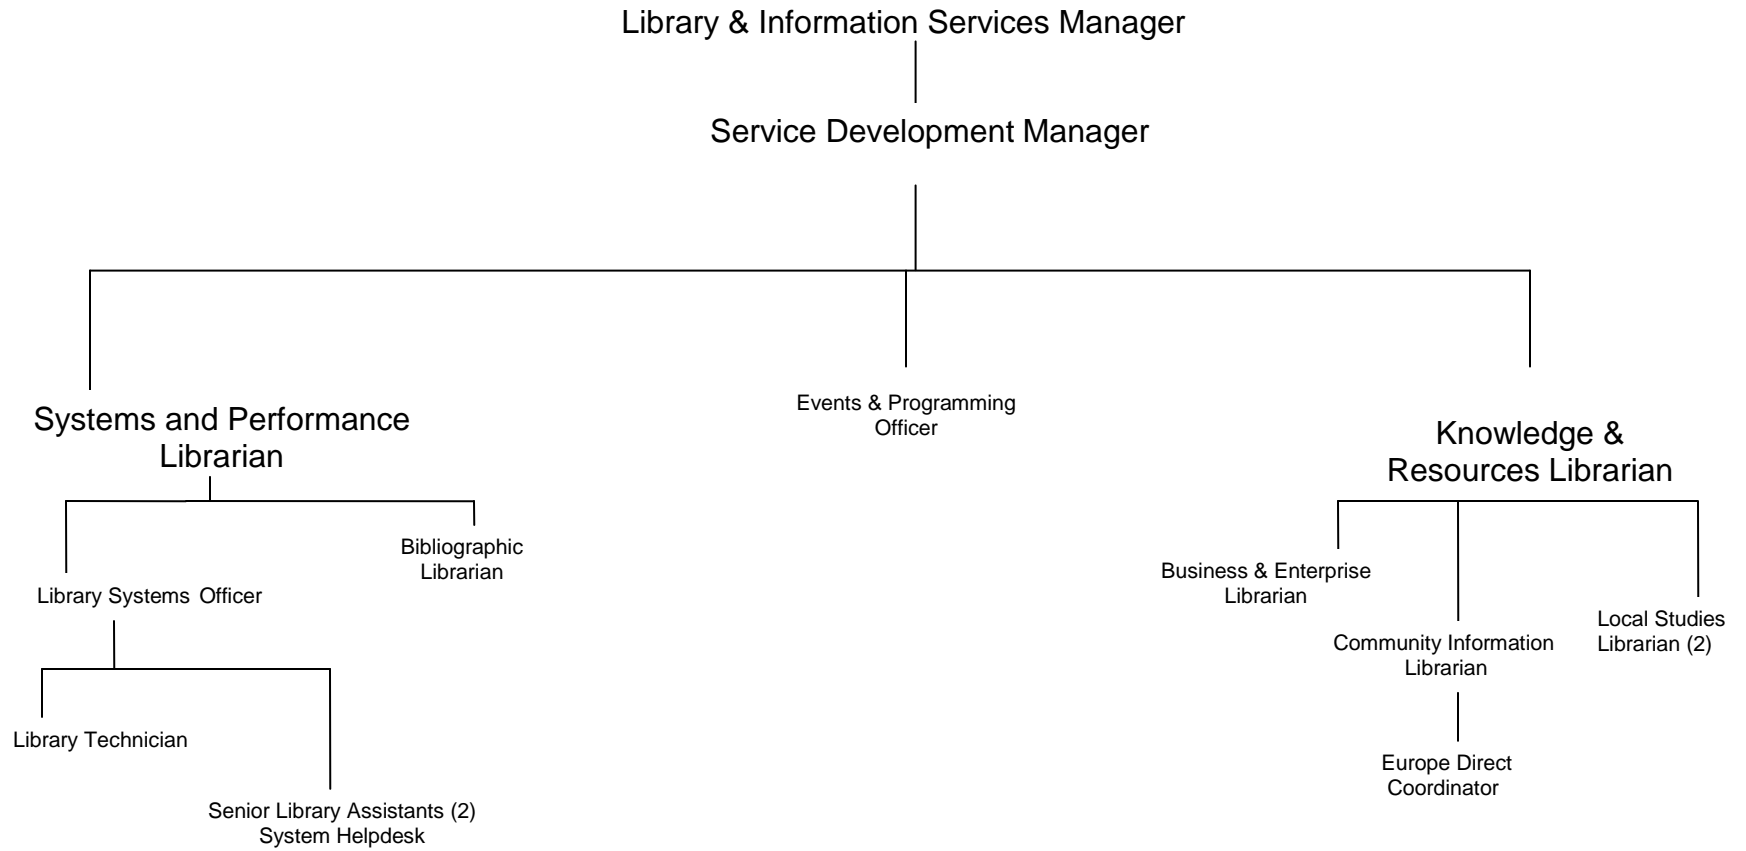 Library & Information Services Manager
Service Development Manager
Systems and Performance
Librarian
Events & Programming
Officer
Knowledge &
Resources Librarian
Bibliographic
Librarian
Library Systems Officer
Business & Enterprise
Librarian
Community Information
Librarian
Local Studies
Librarian (2)
Library Technician
Senior Library Assistants (2)
System Helpdesk
Europe Direct
Coordinator